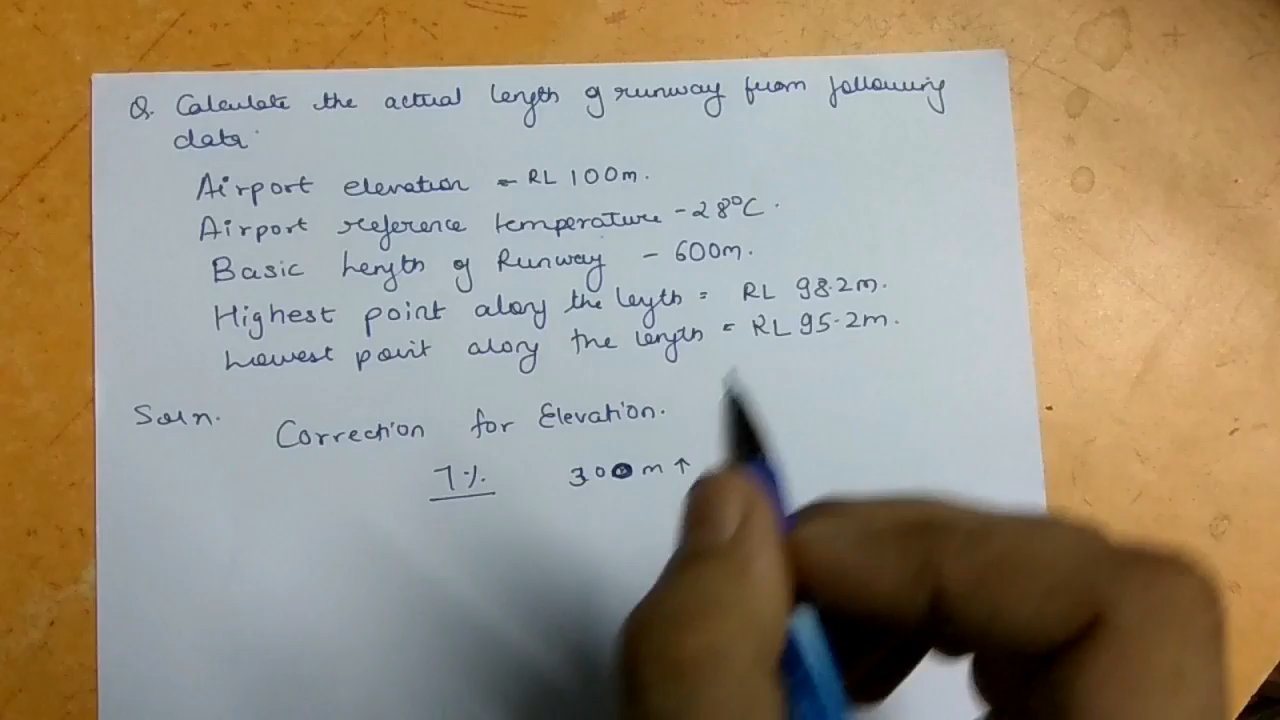 Q. Calculate the actual length of runway from following
data.
Airport elevation = RL 100m.
Airport reference temperature - 28°C.
Basic Length of Runway - 600m.
Highest point along the length = RL 98.2m.
Lowest point along the length = RL 95.2m.
Soln.
Correction for Elevation.
7% 300m ↑